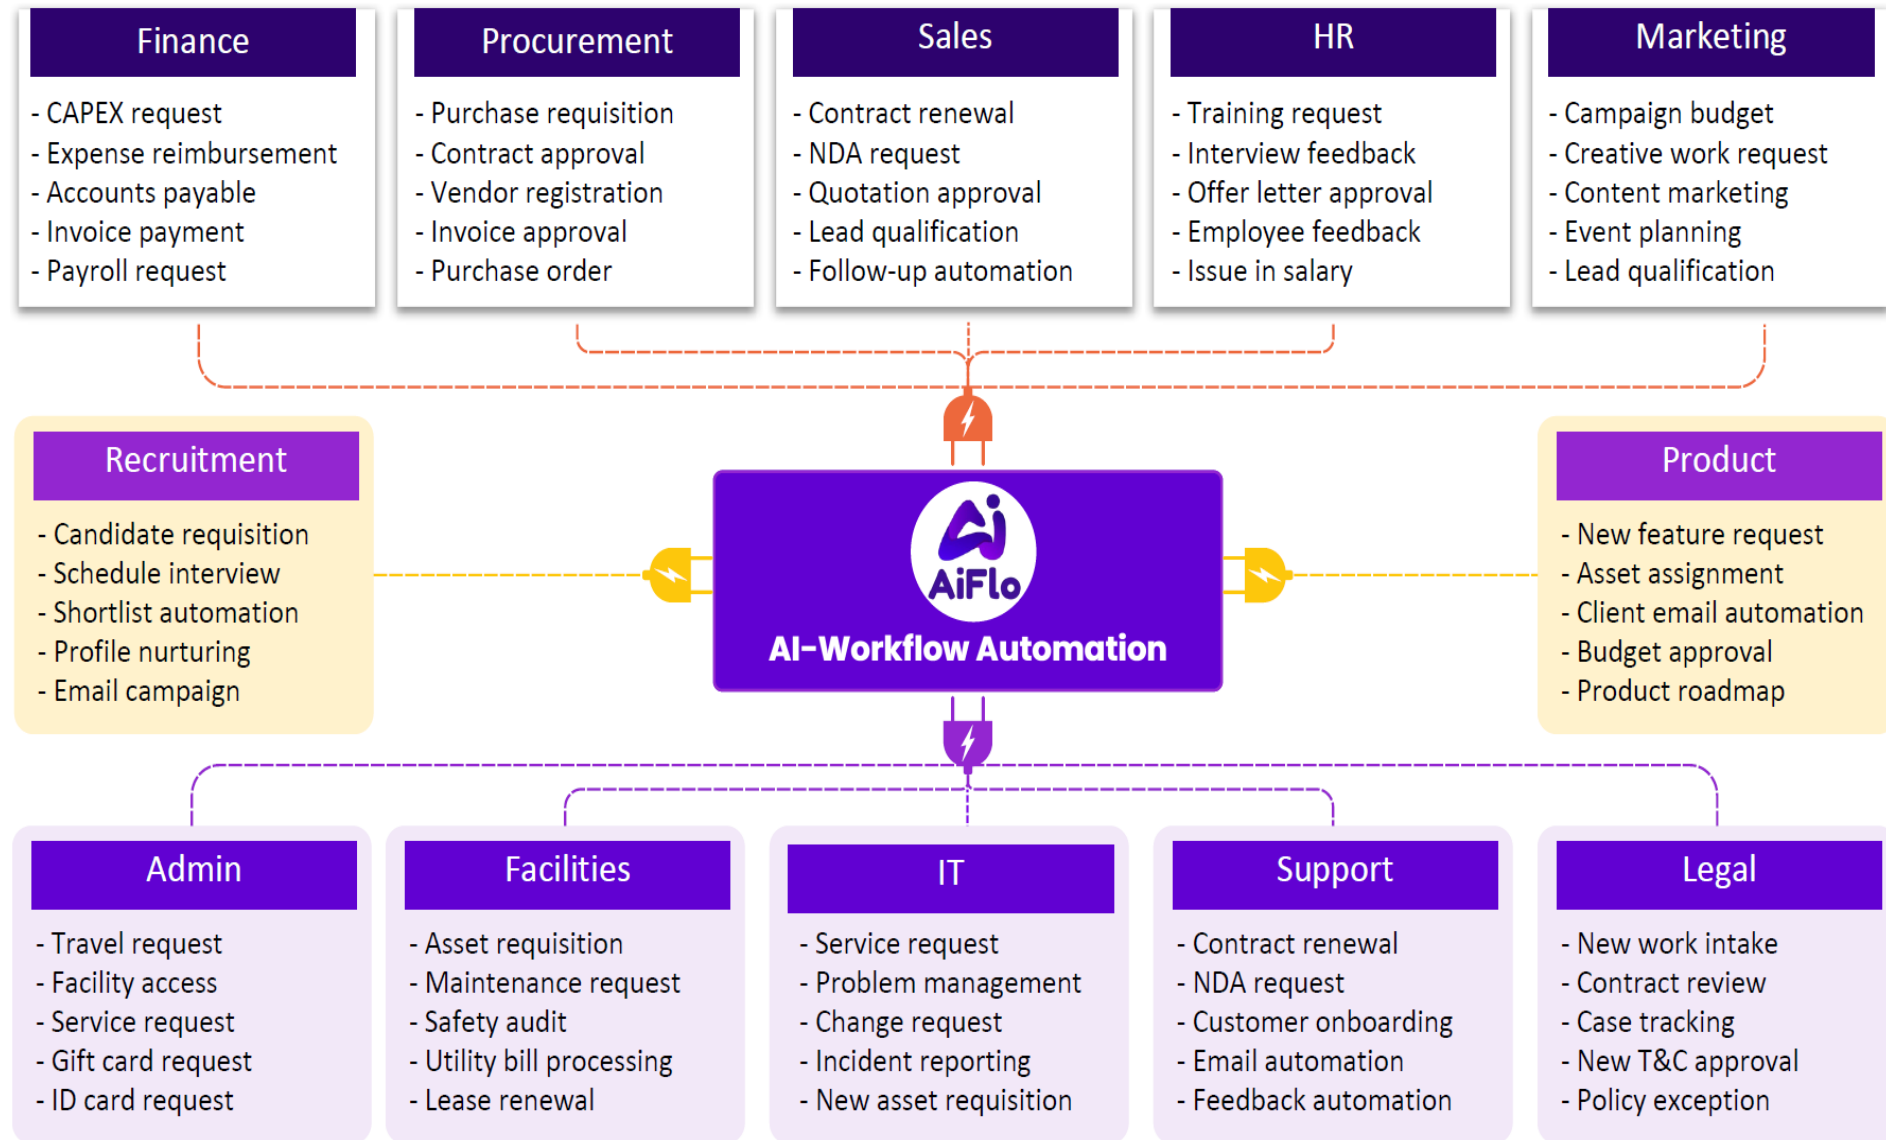 Finance
- CAPEX request
- Expense reimbursement
- Accounts payable
- Invoice payment
- Payroll request
Procurement
- Purchase requisition
- Contract approval
- Vendor registration
- Invoice approval
- Purchase order
Sales
- Contract renewal
- NDA request
- Quotation approval
- Lead qualification
- Follow-up automation
HR
- Training request
- Interview feedback
- Offer letter approval
- Employee feedback
- Issue in salary
Marketing
- Campaign budget
- Creative work request
- Content marketing
- Event planning
- Lead qualification
Recruitment
- Candidate requisition
- Schedule interview
- Shortlist automation
- Profile nurturing
- Email campaign
Ai
AiFlo
AI-Workflow Automation
Product
- New feature request
- Asset assignment
- Client email automation
- Budget approval
- Product roadmap
Admin
- Travel request
- Facility access
- Service request
- Gift card request
- ID card request
Facilities
- Asset requisition
- Maintenance request
- Safety audit
- Utility bill processing
- Lease renewal
IT
- Service request
- Problem management
- Change request
- Incident reporting
- New asset requisition
Support
- Contract renewal
- NDA request
- Customer onboarding
- Email automation
- Feedback automation
Legal
- New work intake
- Contract review
- Case tracking
- New T&C approval
- Policy exception